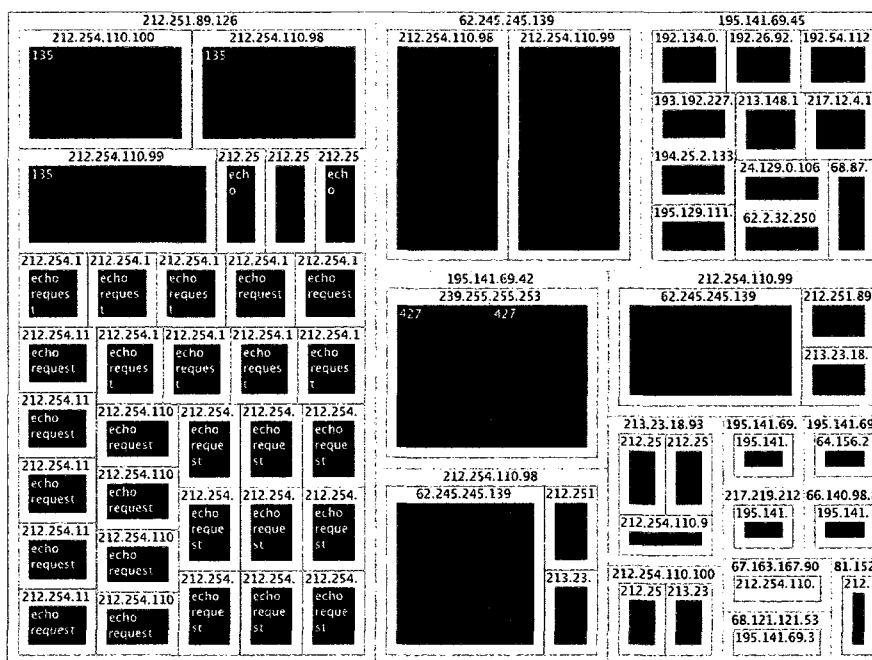 212.251.89.126
212.254.110.100
135
212.254.110.98
135
212.254.110.99
135
212.25
ech
o
212.25
212.25
ech
o
212.254.1
echo
reques
t
212.254.1
echo
reques
t
212.254.1
echo
reques
t
212.254.1
echo
reques
t
212.254.1
echo
request
212.254.11
echo
request
212.254.1
echo
reques
t
212.254.1
echo
reques
t
212.254.1
echo
reques
t
212.254.1
echo
reques
t
212.254.11
echo
request
212.254.11
echo
request
212.254.11
echo
request
212.254.11
echo
request
212.254.110
echo
request
212.254.110
echo
request
212.254.110
echo
request
212.254.110
echo
request
212.254.
echo
reque
st
212.254.
echo
reque
st
212.254.
echo
reque
st
212.254.
echo
reque
st
212.254.
echo
reque
st
212.254.
echo
reque
st
212.254.
echo
reque
st
212.254.
echo
reque
st
212.254.
echo
reque
st
62.245.245.139
212.254.110.98
212.254.110.99
195.141.69.45
192.134.0.
192.26.92.
192.54.112
193.192.227.
213.148.1
217.12.4.1
194.25.2.133
24.129.0.106
68.87.
195.129.111.
62.2.32.250
195.141.69.42
239.255.255.253
427
427
212.254.110.99
62.245.245.139
212.251.89
213.23.18.
212.254.110.98
62.245.245.139
212.251
213.23.
213.23.18.93
212.25
212.25
212.254.110.9
195.141.69.
195.141.
195.141.69
64.156.2
217.219.212
195.141.
66.140.98.
195.141.
212.254.110.100
212.25
213.23
67.163.167.90
212.254.110.
81.152
212.
68.121.121.53
195.141.69.3